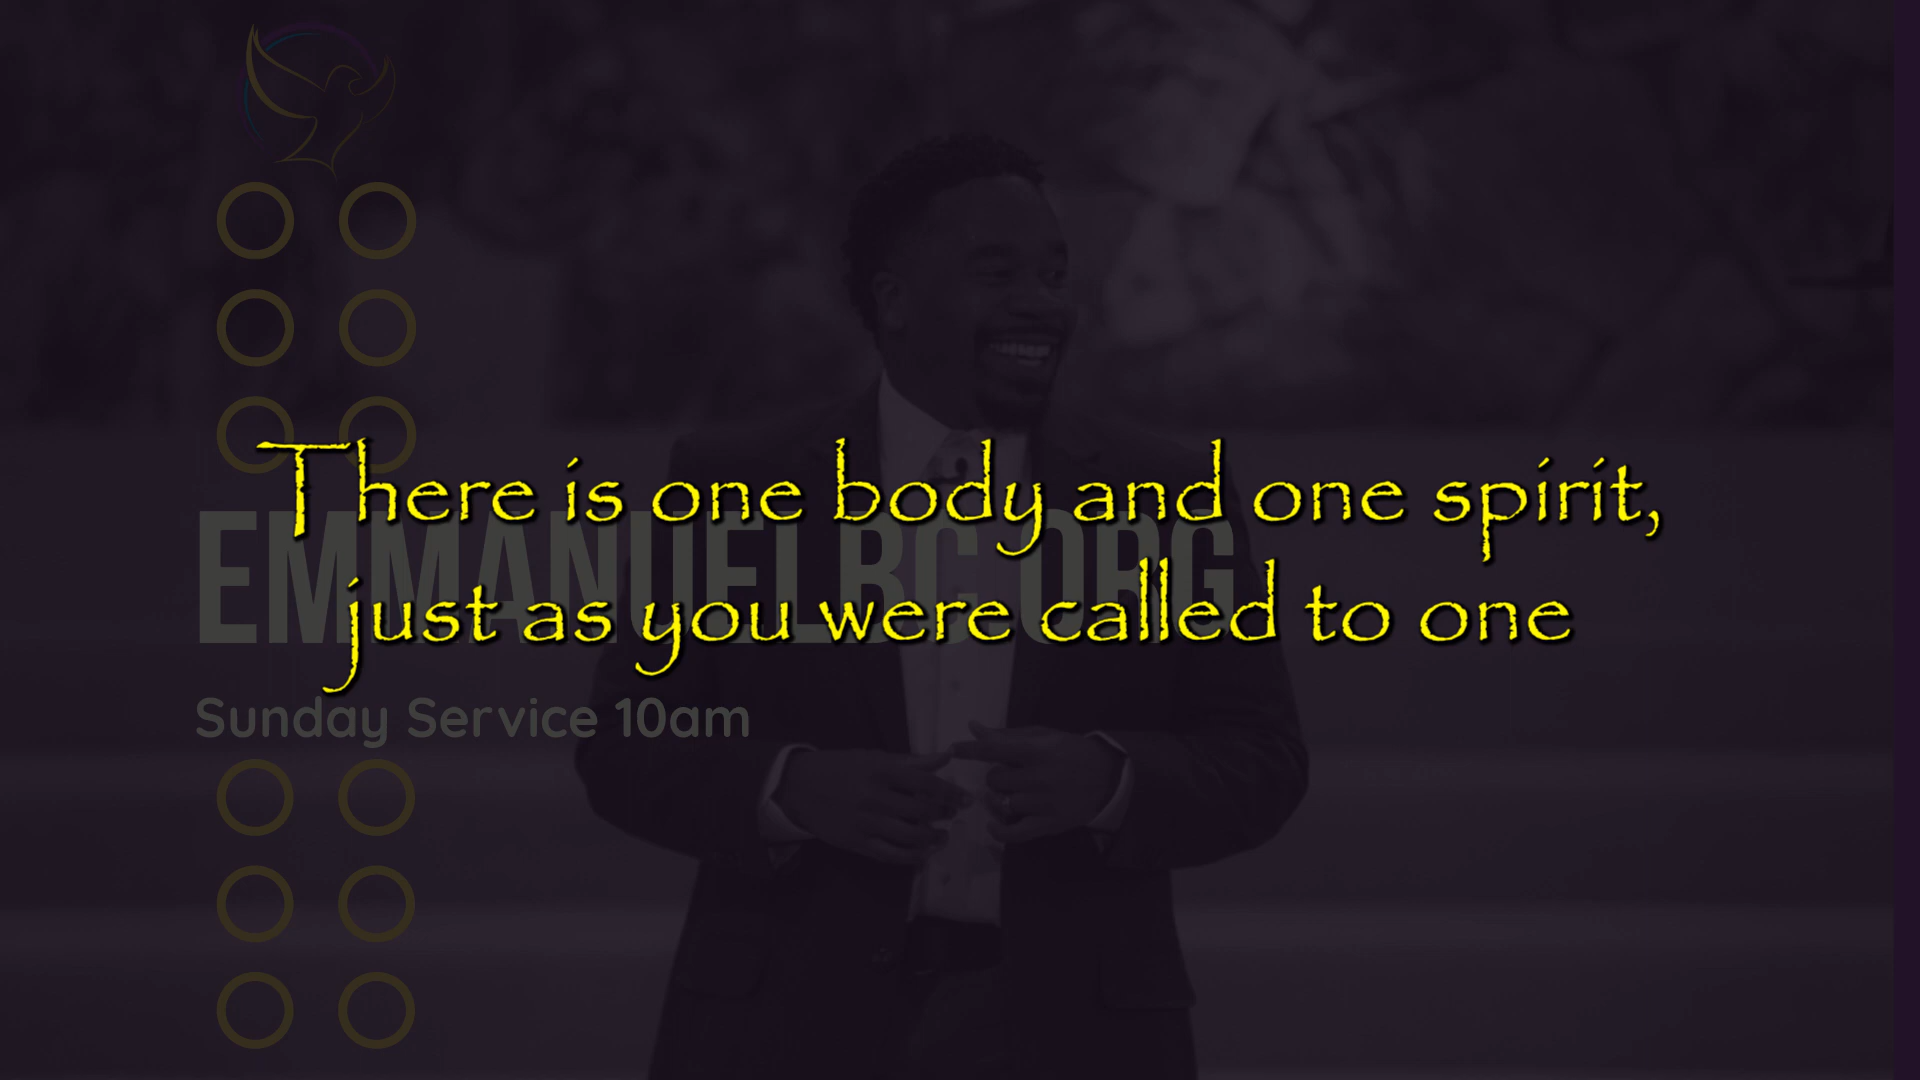 There is one body and one spirit,
just as you were called to one
EMMANUELBC.ORG
Sunday Service 10am